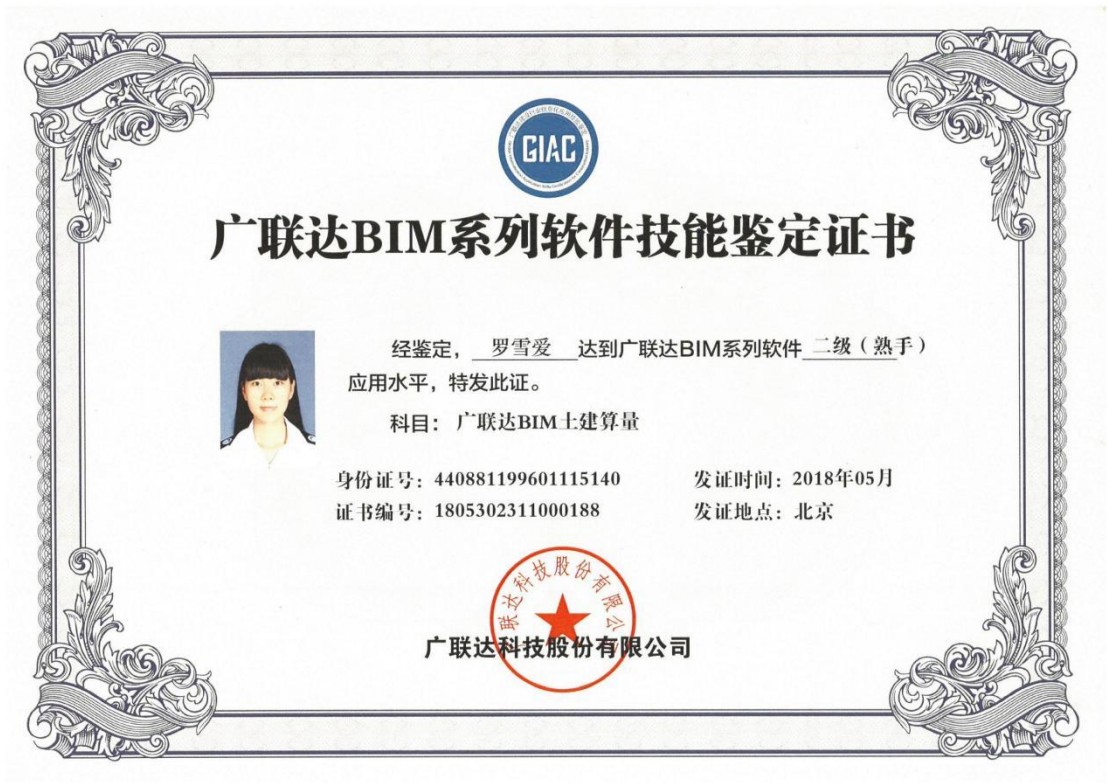 GIAC
广联达BIM系列软件技能鉴定证书
经鉴定， 罗雪爱 达到广联达BIM系列软件 二级（熟手）
应用水平，特发此证。
科目：广联达BIM土建算量
身份证号：440881199601115140 发证时间：2018年05月
证书编号：1805302311000188 发证地点：北京
联达科技股份有限公
广联达科技股份有限公司